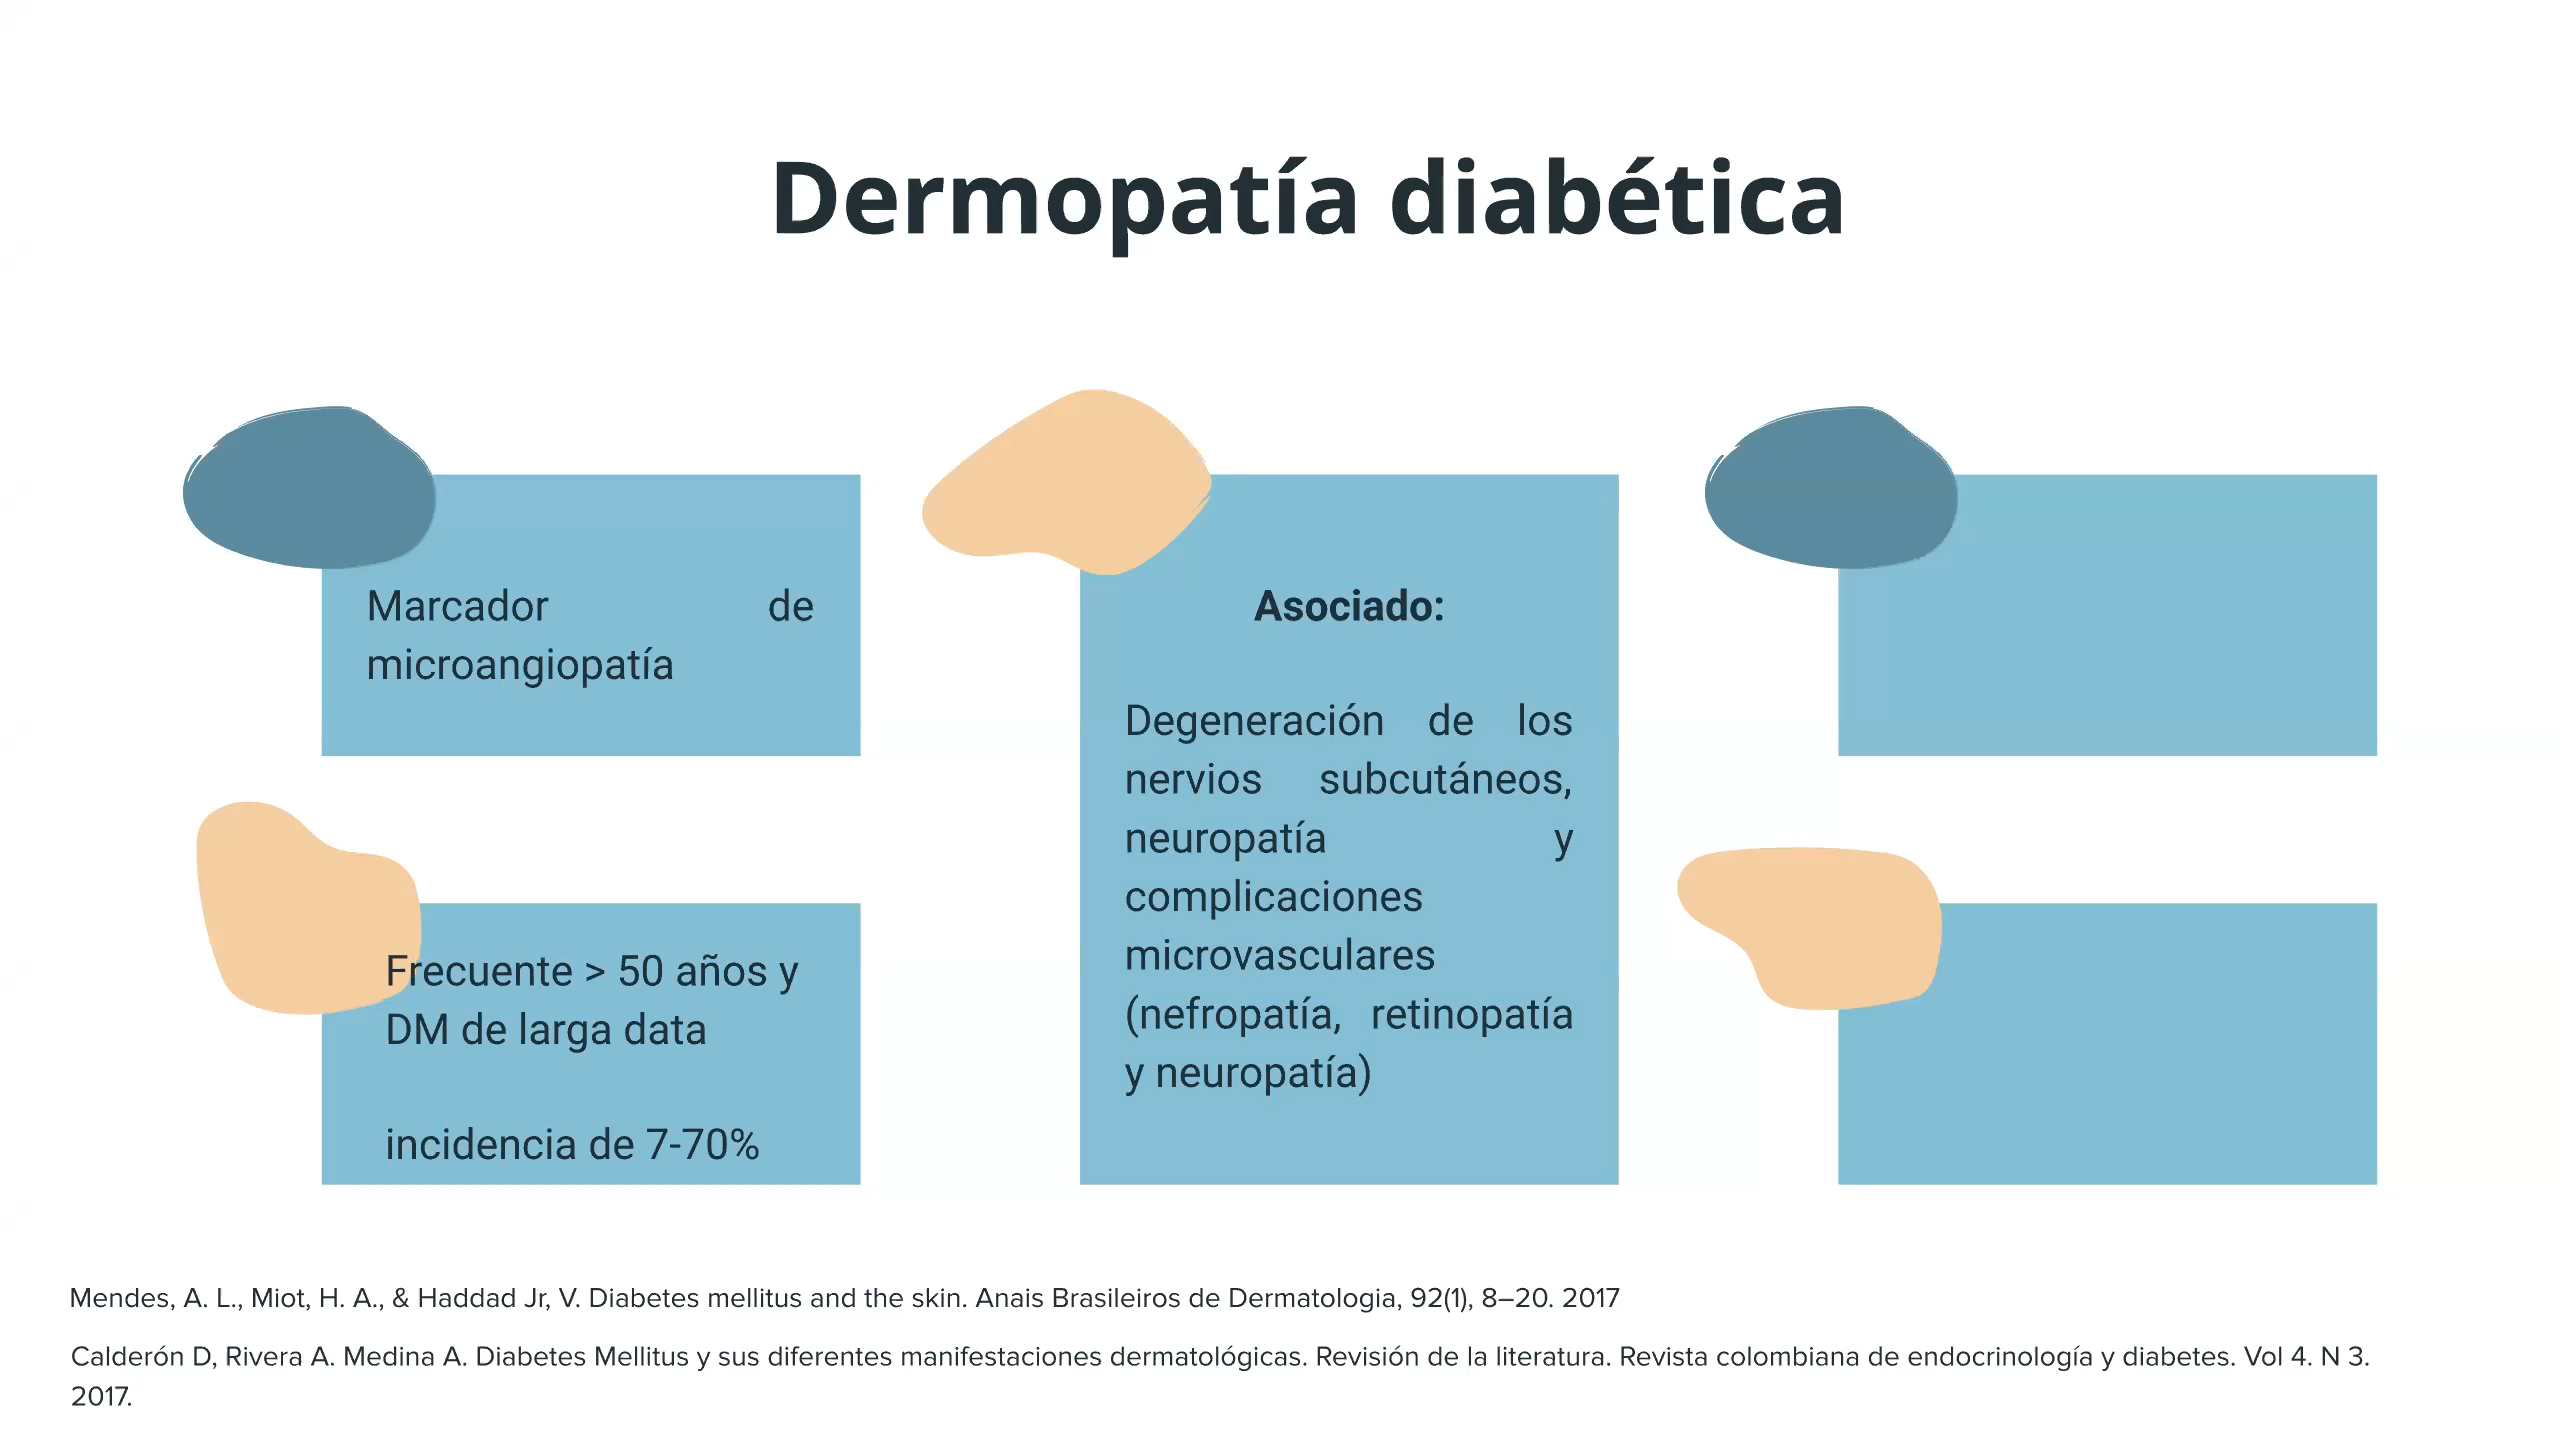 Dermopatía diabética
Marcador de
microangiopatía
Frecuente > 50 años y
DM de larga data
incidencia de 7-70%
Asociado:
Degeneración de los
nervios subcutáneos,
neuropatía y
complicaciones
microvasculares
(nefropatía, retinopatía
y neuropatía)
Mendes, A. L., Miot, H. A., & Haddad Jr, V. Diabetes mellitus and the skin. Anais Brasileiros de Dermatologia, 92(1), 8–20. 2017
Calderón D, Rivera A. Medina A. Diabetes Mellitus y sus diferentes manifestaciones dermatológicas. Revisión de la literatura. Revista colombiana de endocrinología y diabetes. Vol 4. N 3.
2017.